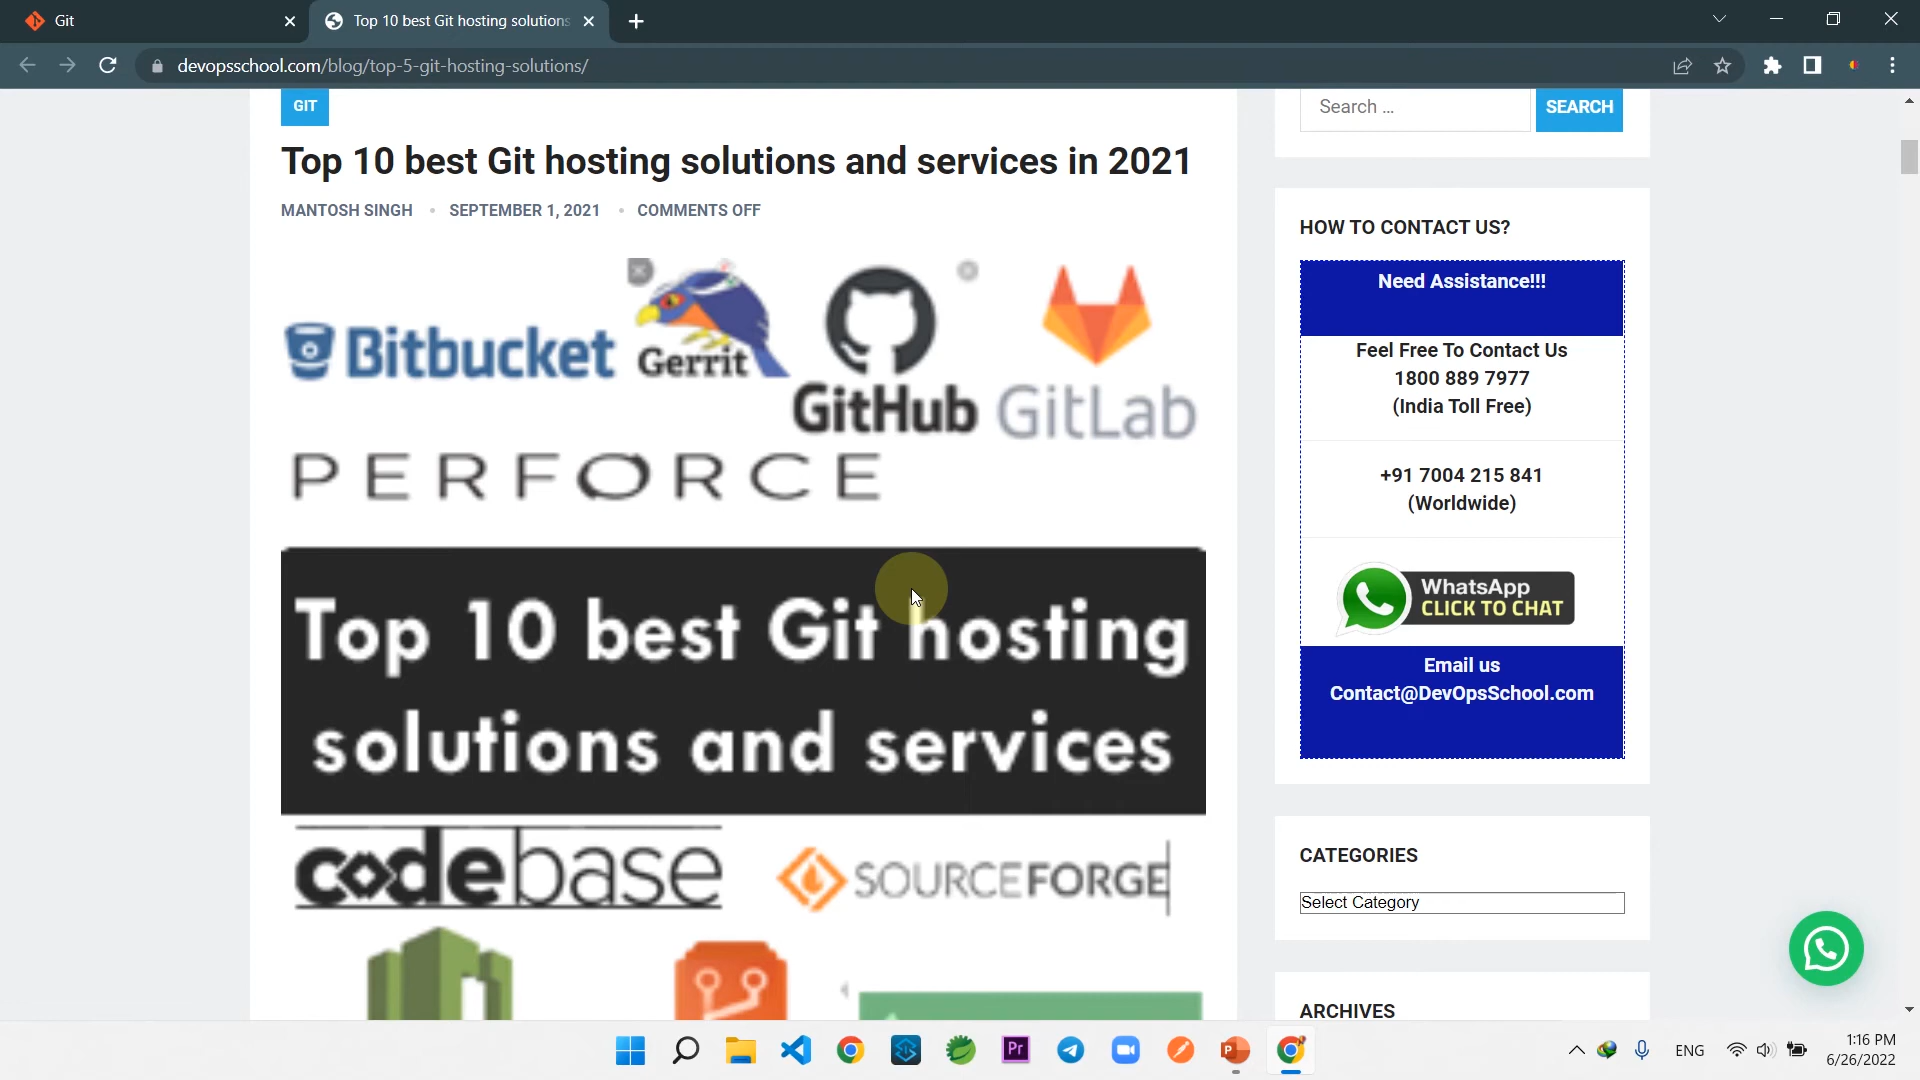 Git
Top 10 best Git hosting solutions
devopsschool.com/blog/top-5-git-hosting-solutions/
GIT
Top 10 best Git hosting solutions and services in 2021
MANTOSH SINGH • SEPTEMBER 1, 2021 • COMMENTS OFF
Bitbucket
Gerrit
GitHub
GitLab
PERFORCE
Top 10 best Git hosting
solutions and services
codebase
SOURCEFORGE
Search …
SEARCH
HOW TO CONTACT US?
Need Assistance!!!
Feel Free To Contact Us
1800 889 7977
(India Toll Free)
+91 7004 215 841
(Worldwide)
WhatsApp
CLICK TO CHAT
Email us
Contact@DevOpsSchool.com
CATEGORIES
Select Category
ARCHIVES
Pr
P
ENG
1:16 PM
6/26/2022